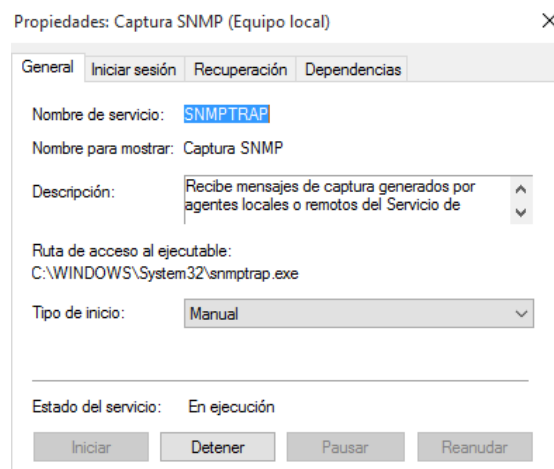 Propiedades: Captura SNMP (Equipo local)
General Iniciar sesión Recuperación Dependencias
Nombre de servicio: SNMPTRAP
Nombre para mostrar: Captura SNMP
Descripción: Recibe mensajes de captura generados por
agentes locales o remotos del Servicio de
Ruta de acceso al ejecutable:
C:\WINDOWS\System32\snmptrap.exe
Tipo de inicio: Manual
Estado del servicio: En ejecución
Iniciar Detener Pausar Reanudar